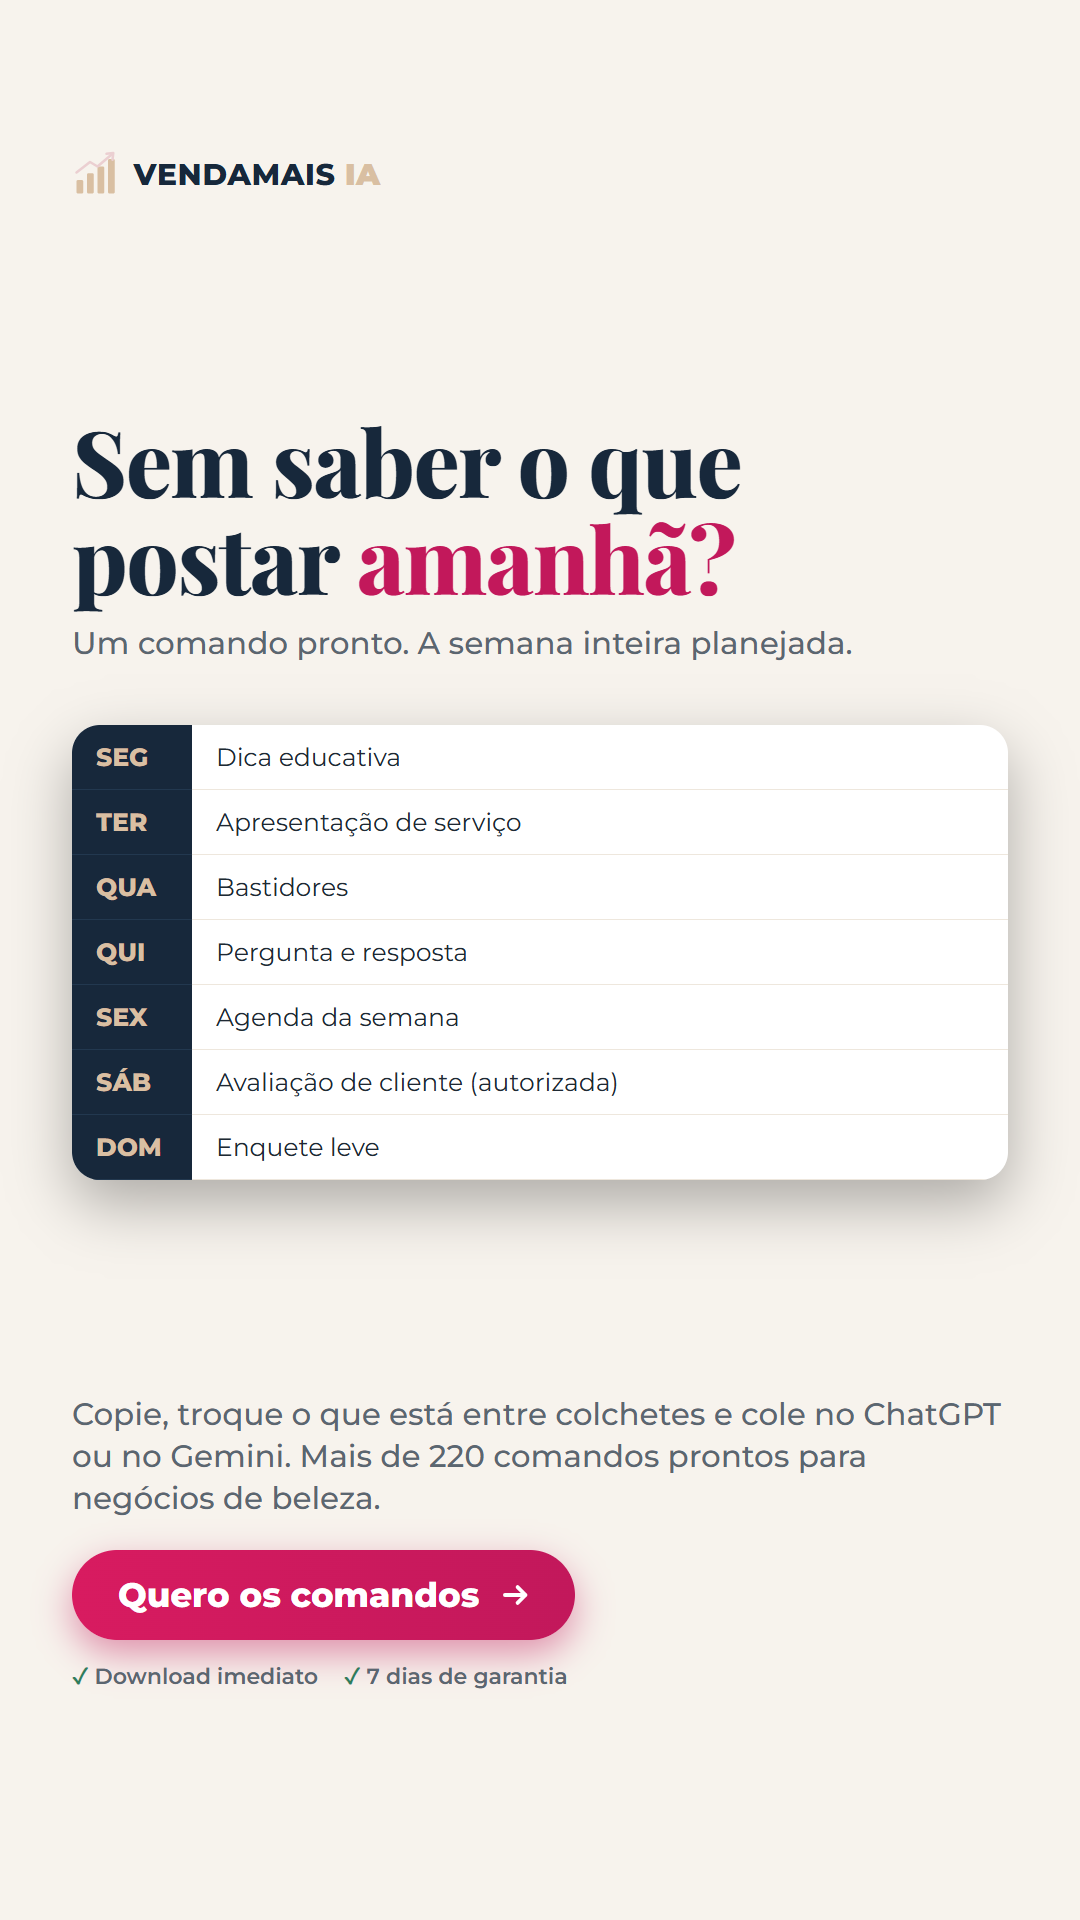 VENDAMAIS IA
Sem saber o que
postar amanhã?
Um comando pronto. A semana inteira planejada.
SEG Dica educativa
TER Apresentação de serviço
QUA Bastidores
QUI Pergunta e resposta
SEX Agenda da semana
SÁB Avaliação de cliente (autorizada)
DOM Enquete leve
Copie, troque o que está entre colchetes e cole no ChatGPT
ou no Gemini. Mais de 220 comandos prontos para
negócios de beleza.
Quero os comandos →
✓ Download imediato ✓ 7 dias de garantia